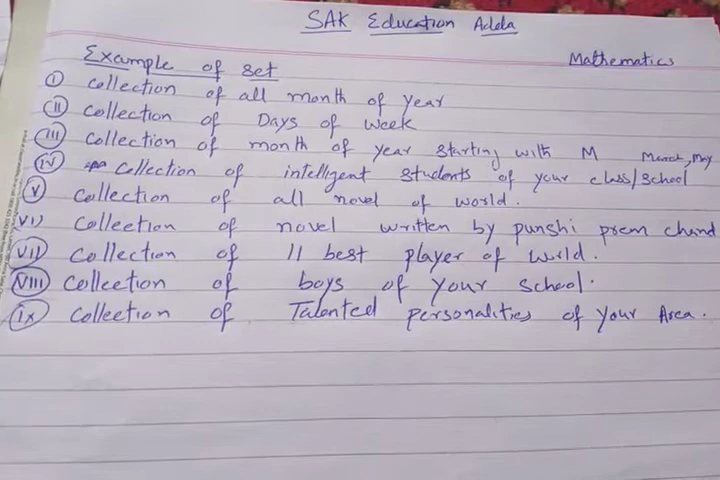 SAK Education Adela
Mathematics
Example of set
(i) collection of all month of year
(ii) collection of Days of week
(iii) collection of month of year starting with M March, May
(iv) collection of intelligent students of your class/school
(v) collection of all novel of world.
(vi) collection of novel written by punshi prem chand
(vii) collection of 11 best player of world.
(viii) collection of boys of your school.
(ix) collection of Talented personalities of your Area.